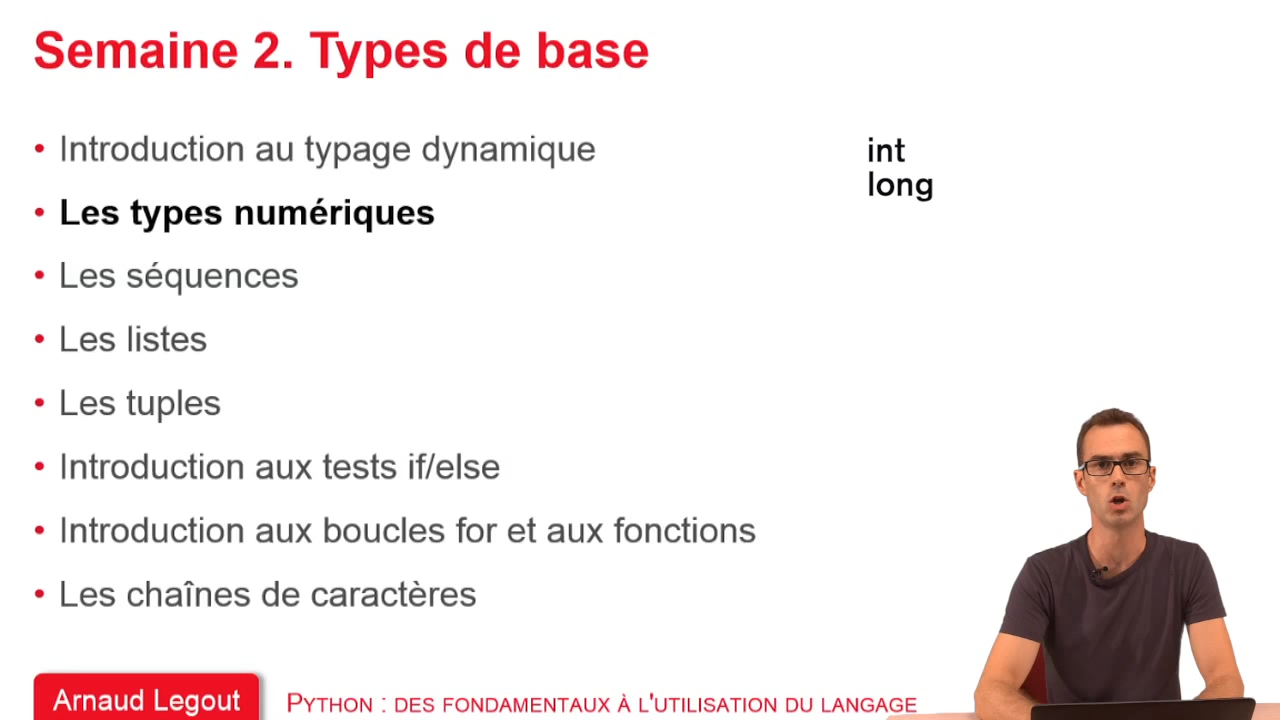 Semaine 2. Types de base
• Introduction au typage dynamique
• Les types numériques
• Les séquences
• Les listes
• Les tuples
• Introduction aux tests if/else
• Introduction aux boucles for et aux fonctions
• Les chaînes de caractères
int
long
Arnaud Legout
PYTHON : DES FONDAMENTAUX À L'UTILISATION DU LANGAGE